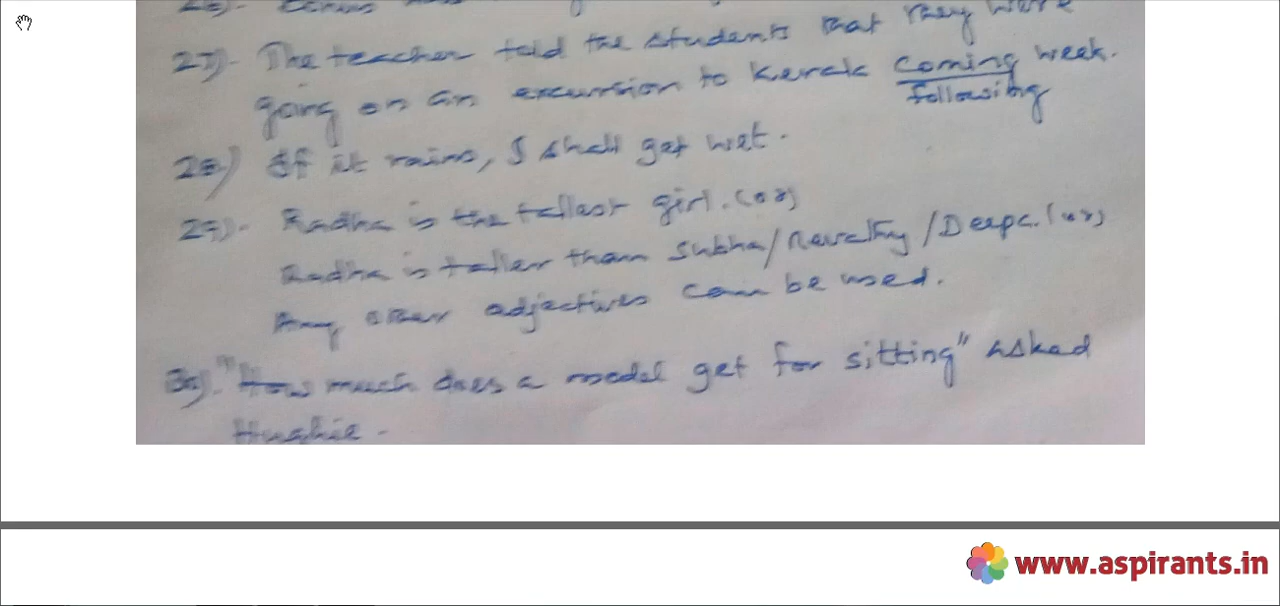 27). The teacher told the students that they were
going on an excursion to Kerala coming week.
following
28) If it rains, I shall get wet.
29). Radha is the tallest girl. (or)
Radha is taller than Subha/Revathy/Deepa. (or)
Any other adjectives can be used.
30). "How much does a model get for sitting" asked
Hughie.
www.aspirants.in